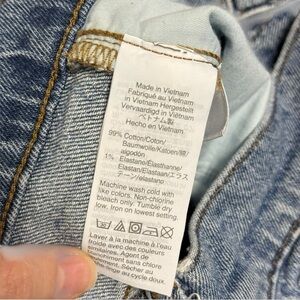 Made in Vietnam
Fabriqué au Vietnam
in Vietnam Hergestellt
Vervaardigd in Vietnam
ベトナム製
Hecho en Vietnam
99% Cotton/Coton/
Baumwolle/Katoen/綿/
algodón
1% Elastane/Elasthanne/
Elastan/Elastaan/エラス
テーン/elastano
Machine wash cold with
like colors. Non-chlorine
bleach only. Tumble dry
low. Iron on lowest setting.
Laver à la machine à l'eau
froide avec des couleurs
similaires. Agent de
blanchiment sans chlore
seulement. Séchage au
cycle doux.